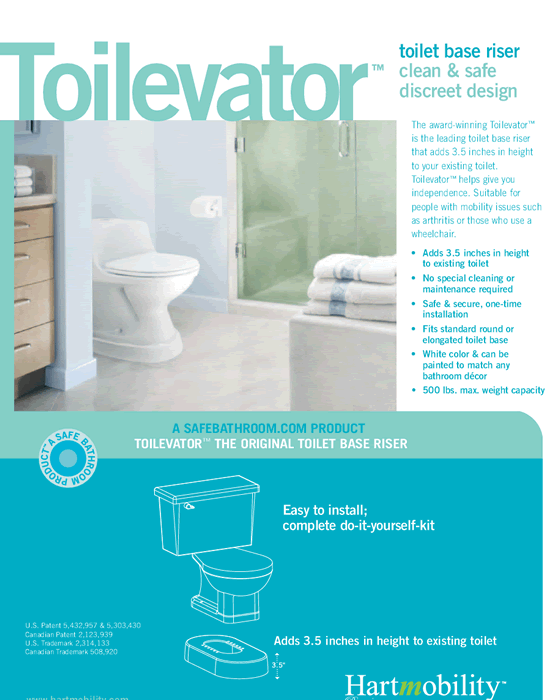 Toilevator™
toilet base riser
clean & safe
discreet design
The award-winning Toilevator™
is the leading toilet base riser
that adds 3.5 inches in height
to your existing toilet.
Toilevator™ helps give you
independence. Suitable for
people with mobility issues such
as arthritis or those who use a
wheelchair.
• Adds 3.5 inches in height
to existing toilet
• No special cleaning or
maintenance required
• Safe & secure, one-time
installation
• Fits standard round or
elongated toilet base
• White color & can be
painted to match any
bathroom décor
• 500 lbs. max. weight capacity
A SAFEBATHROOM.COM PRODUCT
TOILEVATOR™ THE ORIGINAL TOILET BASE RISER
A SAFE BATHROOM PRODUCT
Easy to install;
complete do-it-yourself-kit
U.S. Patent 5,432,957 & 5,303,430
Canadian Patent 2,123,939
U.S. Trademark 2,314,133
Canadian Trademark 508,920
Adds 3.5 inches in height to existing toilet
3.5"
Hartmobility™
www.hartmobility.com